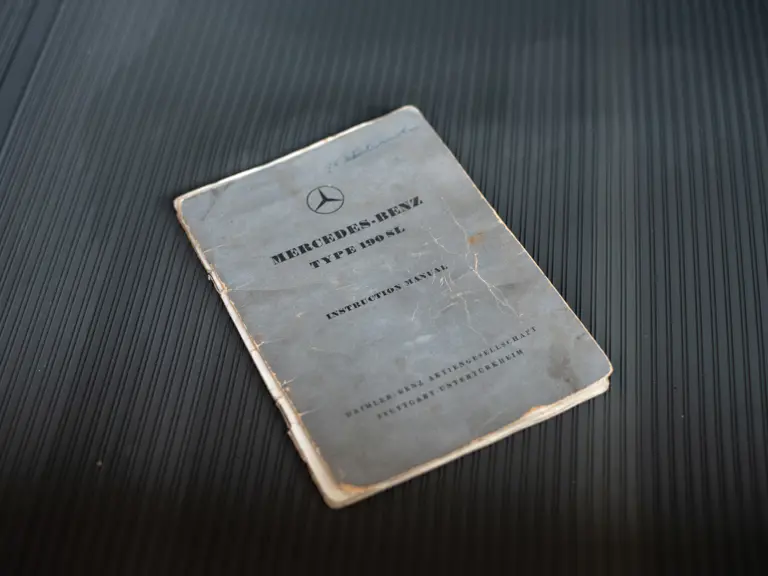 MERCEDES-BENZ
TYPE 190 SL
INSTRUCTION MANUAL
DAIMLER-BENZ AKTIENGESELLSCHAFT
STUTTGART UNTERTÜRKHEIM